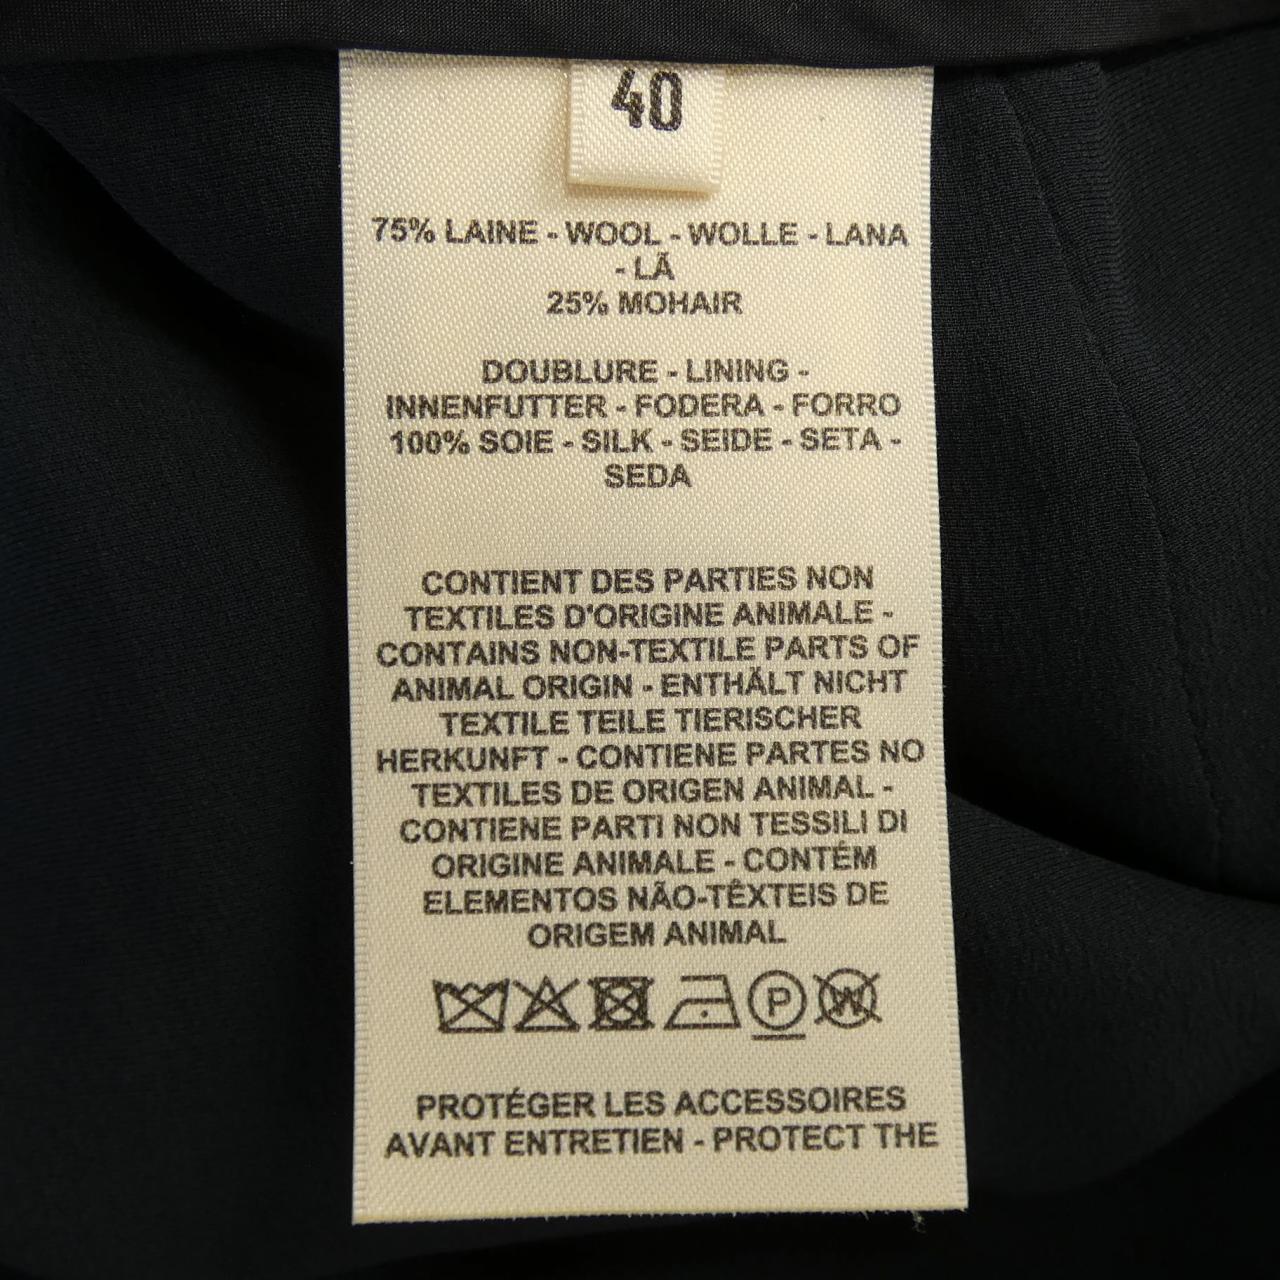 40
75% LAINE - WOOL - WOLLE - LANA
- LÃ
25% MOHAIR
DOUBLURE - LINING -
INNENFUTTER - FODERA - FORRO
100% SOIE - SILK - SEIDE - SETA -
SEDA
CONTIENT DES PARTIES NON
TEXTILES D'ORIGINE ANIMALE -
CONTAINS NON-TEXTILE PARTS OF
ANIMAL ORIGIN - ENTHÄLT NICHT
TEXTILE TEILE TIERISCHER
HERKUNFT - CONTIENE PARTES NO
TEXTILES DE ORIGEN ANIMAL -
CONTIENE PARTI NON TESSILI DI
ORIGINE ANIMALE - CONTÉM
ELEMENTOS NÃO-TÊXTEIS DE
ORIGEM ANIMAL
P W
PROTÉGER LES ACCESSOIRES
AVANT ENTRETIEN - PROTECT THE